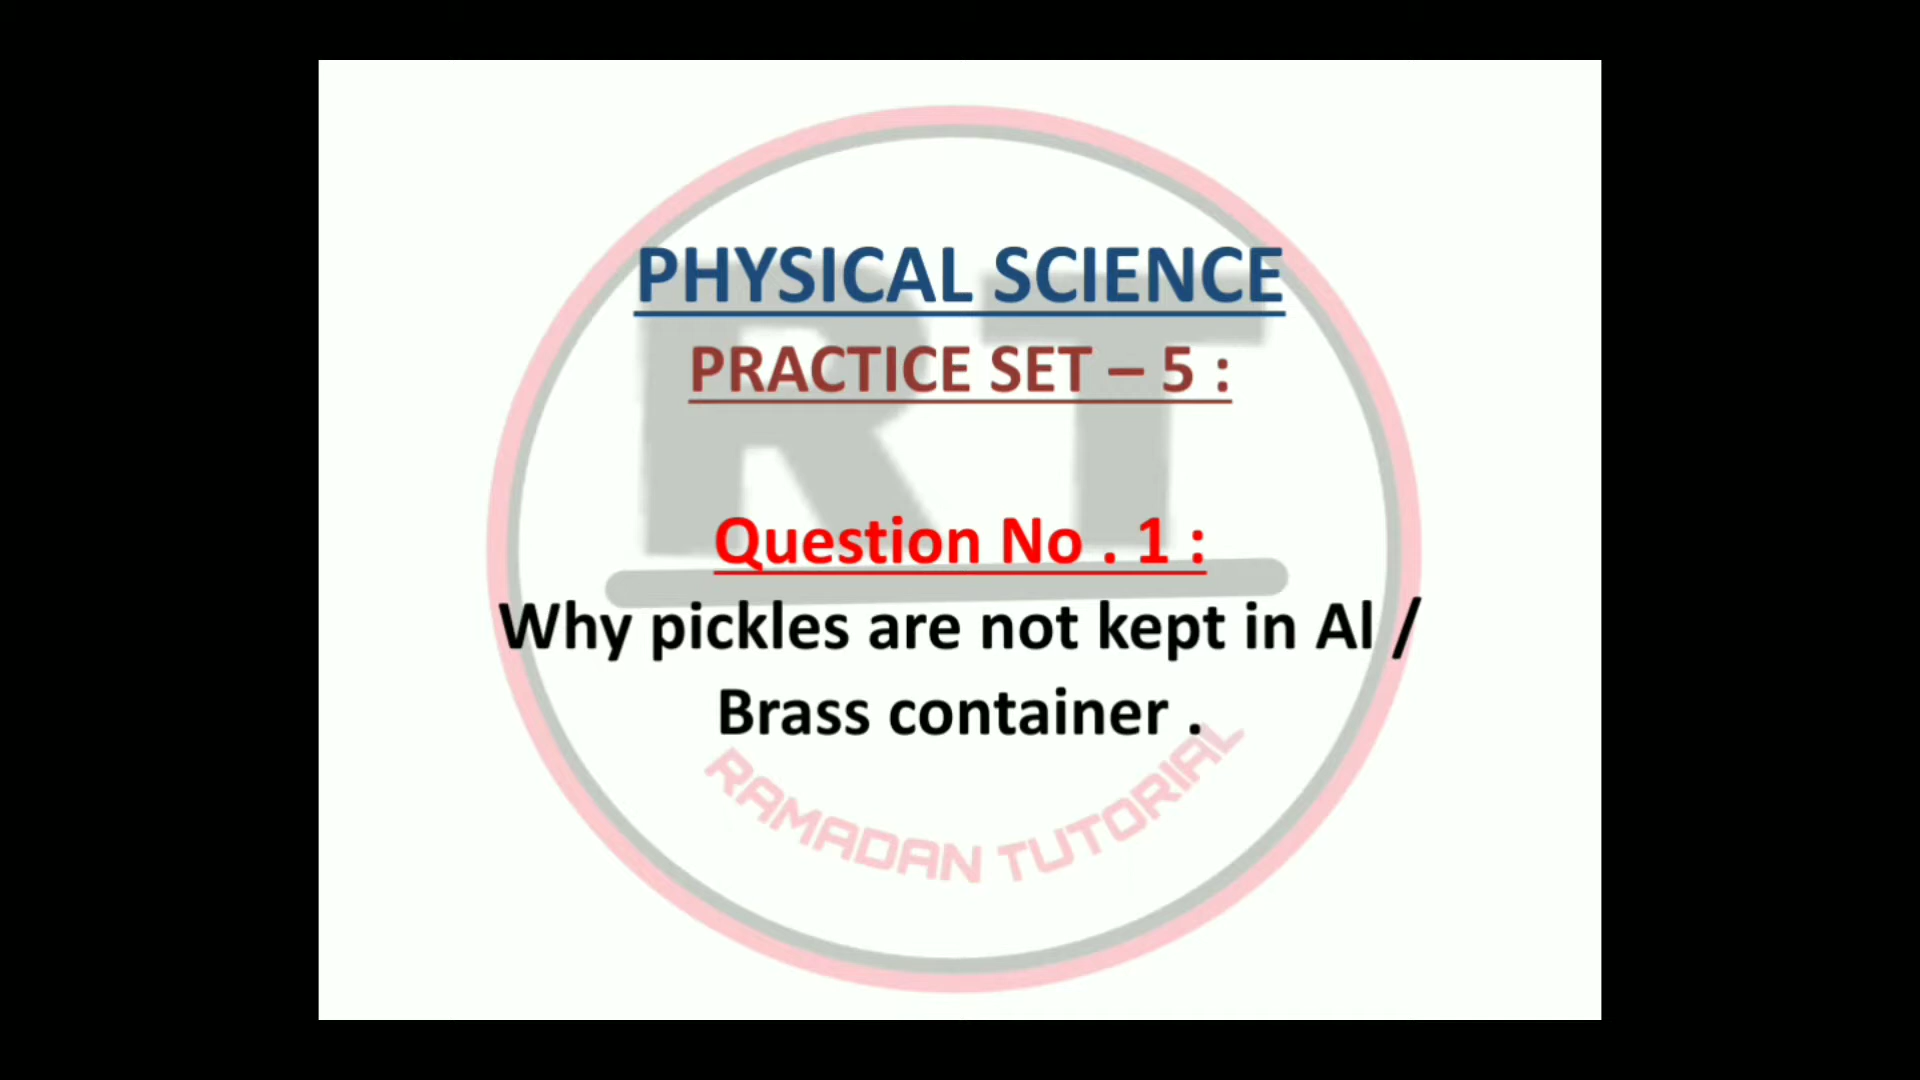 PHYSICAL SCIENCE
PRACTICE SET – 5 :
RT
Question No . 1 :
Why pickles are not kept in Al /
Brass container .
RAMADAN TUTORIAL